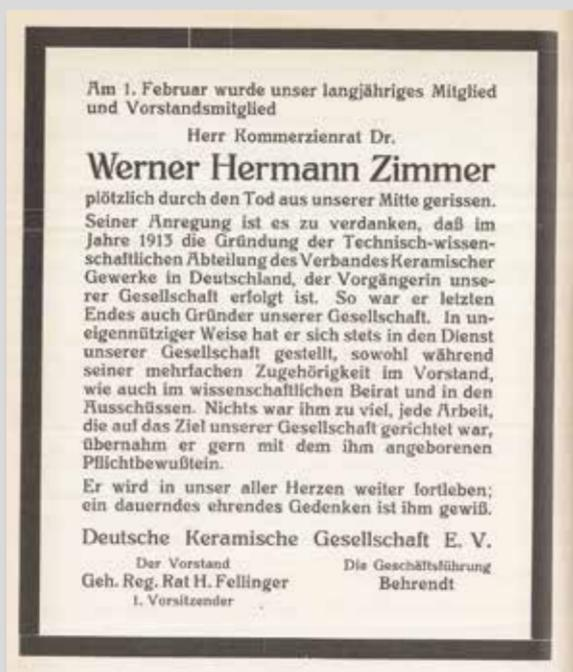 Am 1. Februar wurde unser langjähriges Mitglied
und Vorstandsmitglied
Herr Kommerzienrat Dr.
Werner Hermann Zimmer
plötzlich durch den Tod aus unserer Mitte gerissen.
Seiner Anregung ist es zu verdanken, daß im
Jahre 1913 die Gründung der Technisch-wissen-
schaftlichen Abteilung des Verbandes Keramischer
Gewerke in Deutschland, der Vorgängerin unse-
rer Gesellschaft erfolgt ist. So war er letzten
Endes auch Gründer unserer Gesellschaft. In un-
eigennütziger Weise hat er sich stets in den Dienst
unserer Gesellschaft gestellt, sowohl während
seiner mehrfachen Zugehörigkeit im Vorstand,
wie auch im wissenschaftlichen Beirat und in den
Ausschüssen. Nichts war ihm zu viel, jede Arbeit,
die auf das Ziel unserer Gesellschaft gerichtet war,
übernahm er gern mit dem ihm angeborenen
Pflichtbewußtein.
Er wird in unser aller Herzen weiter fortleben;
ein dauerndes ehrendes Gedenken ist ihm gewiß.
Deutsche Keramische Gesellschaft E. V.
Der Vorstand Die Geschäftsführung
Geh. Reg. Rat H. Fellinger Behrendt
1. Vorsitzender